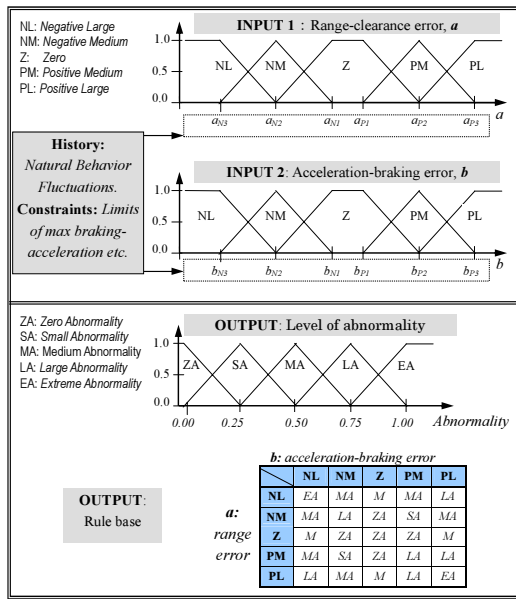 NL: Negative Large
NM: Negative Medium
Z: Zero
PM: Positive Medium
PL: Positive Large
INPUT 1 : Range-clearance error, a
1.0
0.5
0.0
NL
NM
Z
PM
PL
aN3
aN2
aN1
aP1
aP2
aP3
a
History:
Natural Behavior
Fluctuations.
Constraints: Limits
of max braking-
acceleration etc.
INPUT 2: Acceleration-braking error, b
1.0
0.5
0.0
NL
NM
Z
PM
PL
bN3
bN2
bN1
bP1
bP2
bP3
b
ZA: Zero Abnormality
SA: Small Abnormality
MA: Medium Abnormality
LA: Large Abnormality
EA: Extreme Abnormality
OUTPUT: Level of abnormality
1.0
0.5
0.0
ZA
SA
MA
LA
EA
0.00
0.25
0.50
0.75
1.00
Abnormality
b: acceleration-braking error
NL NM Z PM PL
NL EA MA M MA LA
NM MA LA ZA SA MA
Z M ZA ZA ZA M
PM MA SA ZA LA LA
PL LA MA M LA EA
a:
range
error
OUTPUT:
Rule base